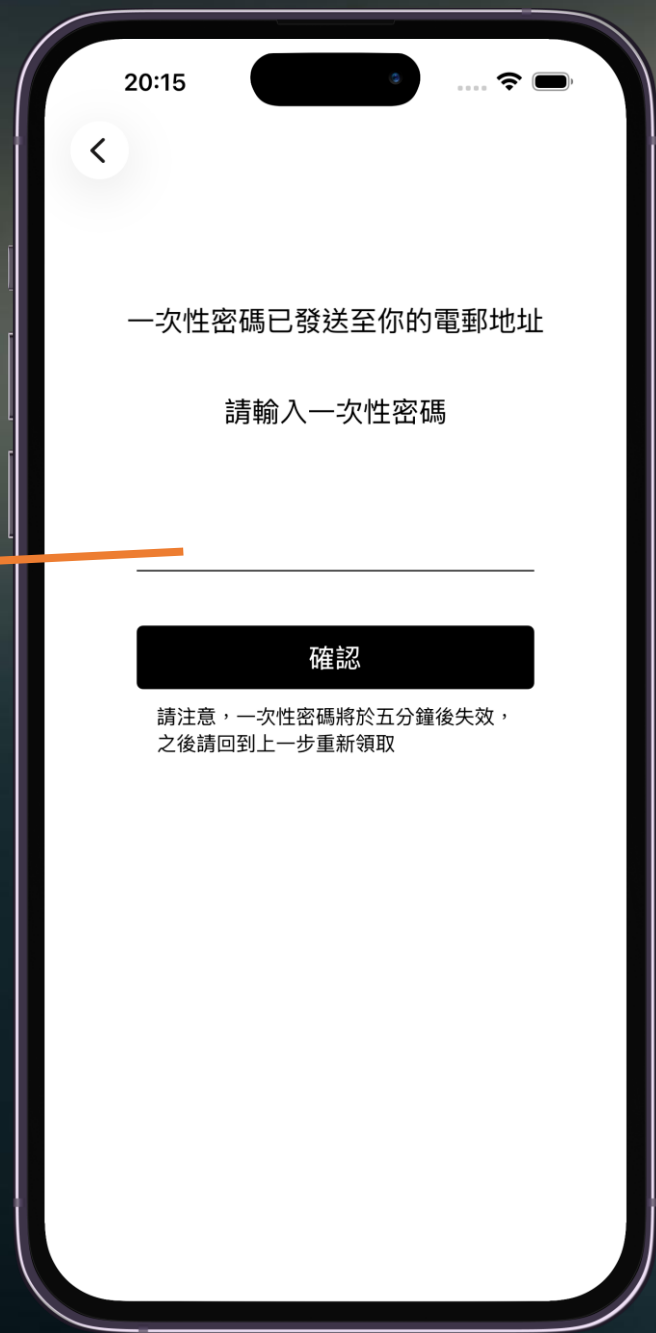 20:15
一次性密碼已發送至你的電郵地址
請輸入一次性密碼
確認
請注意，一次性密碼將於五分鐘後失效，
之後請回到上一步重新領取